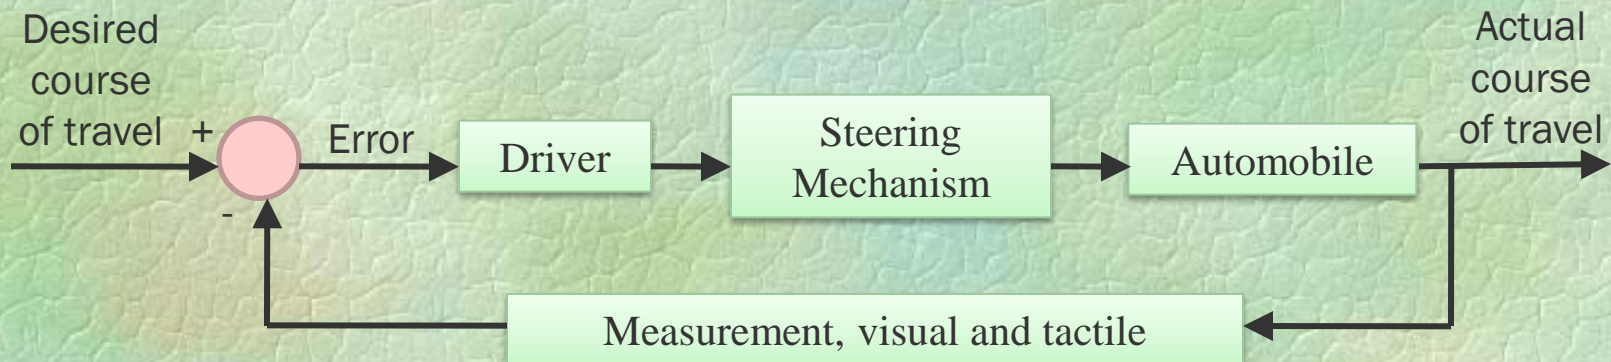 Desired
course
of travel
+
-
Error
Driver
Steering
Mechanism
Automobile
Actual
course
of travel
Measurement, visual and tactile